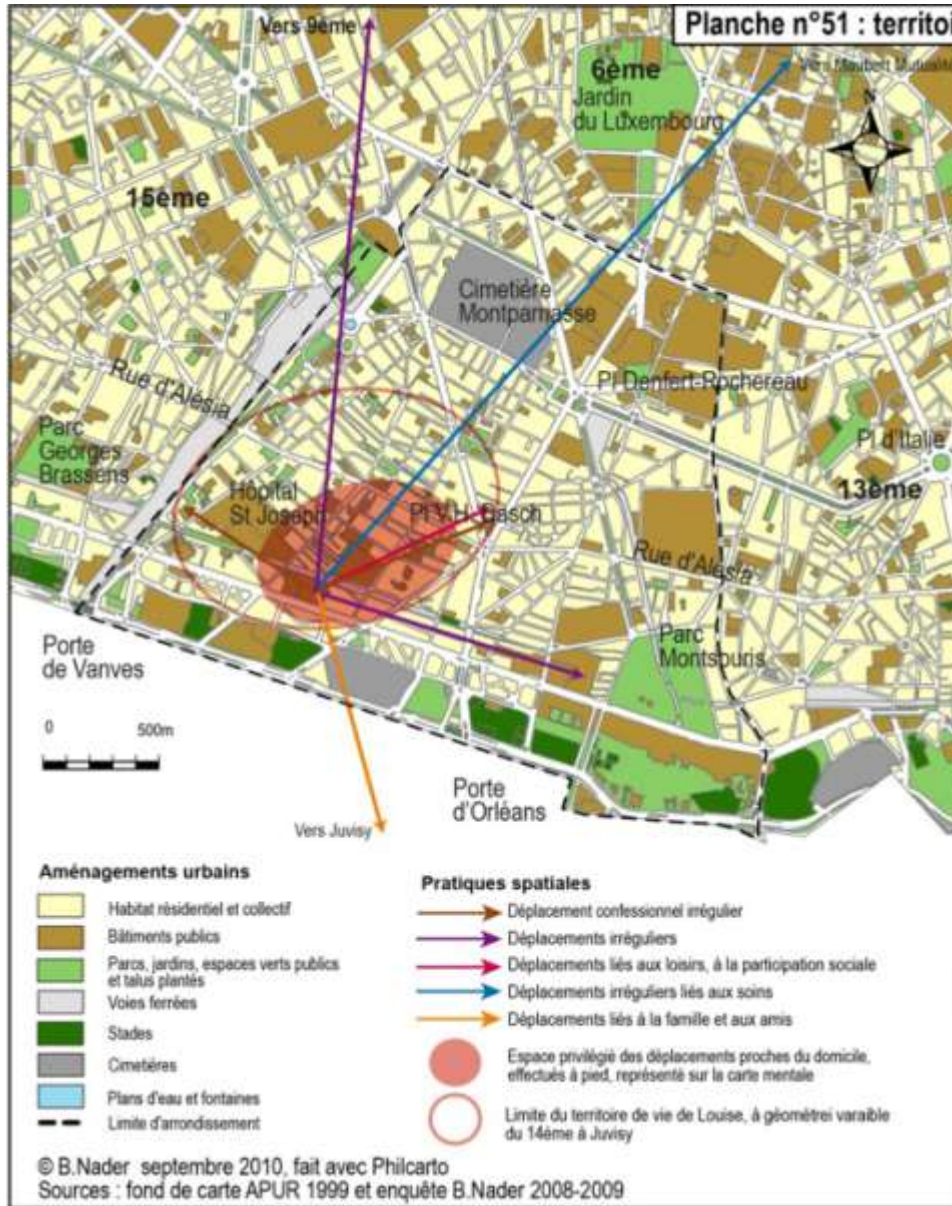 Planche n°51 : territoi
Vers 9ème
6ème
Vers Maubert Mutualité
Jardin
du Luxembourg
N
15ème
Cimetière
Montparnasse
Rue d'Alésia
Pl Denfert-Rochereau
Parc
Georges
Brassens
Pl d'Italie
Hôpital
St Joseph
13ème
Pl V.H. Basch
Rue d'Alésia
Porte
de Vanves
Parc
Montsouris
0 500m
Porte
d'Orléans
Vers Juvisy
Aménagements urbains
Habitat résidentiel et collectif
Bâtiments publics
Parcs, jardins, espaces verts publics
et talus plantés
Voies ferrées
Stades
Cimetières
Plans d'eau et fontaines
Limite d'arrondissement
Pratiques spatiales
Déplacement confessionnel irrégulier
Déplacements irréguliers
Déplacements liés aux loisirs, à la participation sociale
Déplacements irréguliers liés aux soins
Déplacements liés à la famille et aux amis
Espace privilégié des déplacements proches du domicile,
effectués à pied, représenté sur la carte mentale
Limite du territoire de vie de Louise, à géométrei varaible
du 14ème à Juvisy
© B.Nader septembre 2010, fait avec Philcarto
Sources : fond de carte APUR 1999 et enquête B.Nader 2008-2009